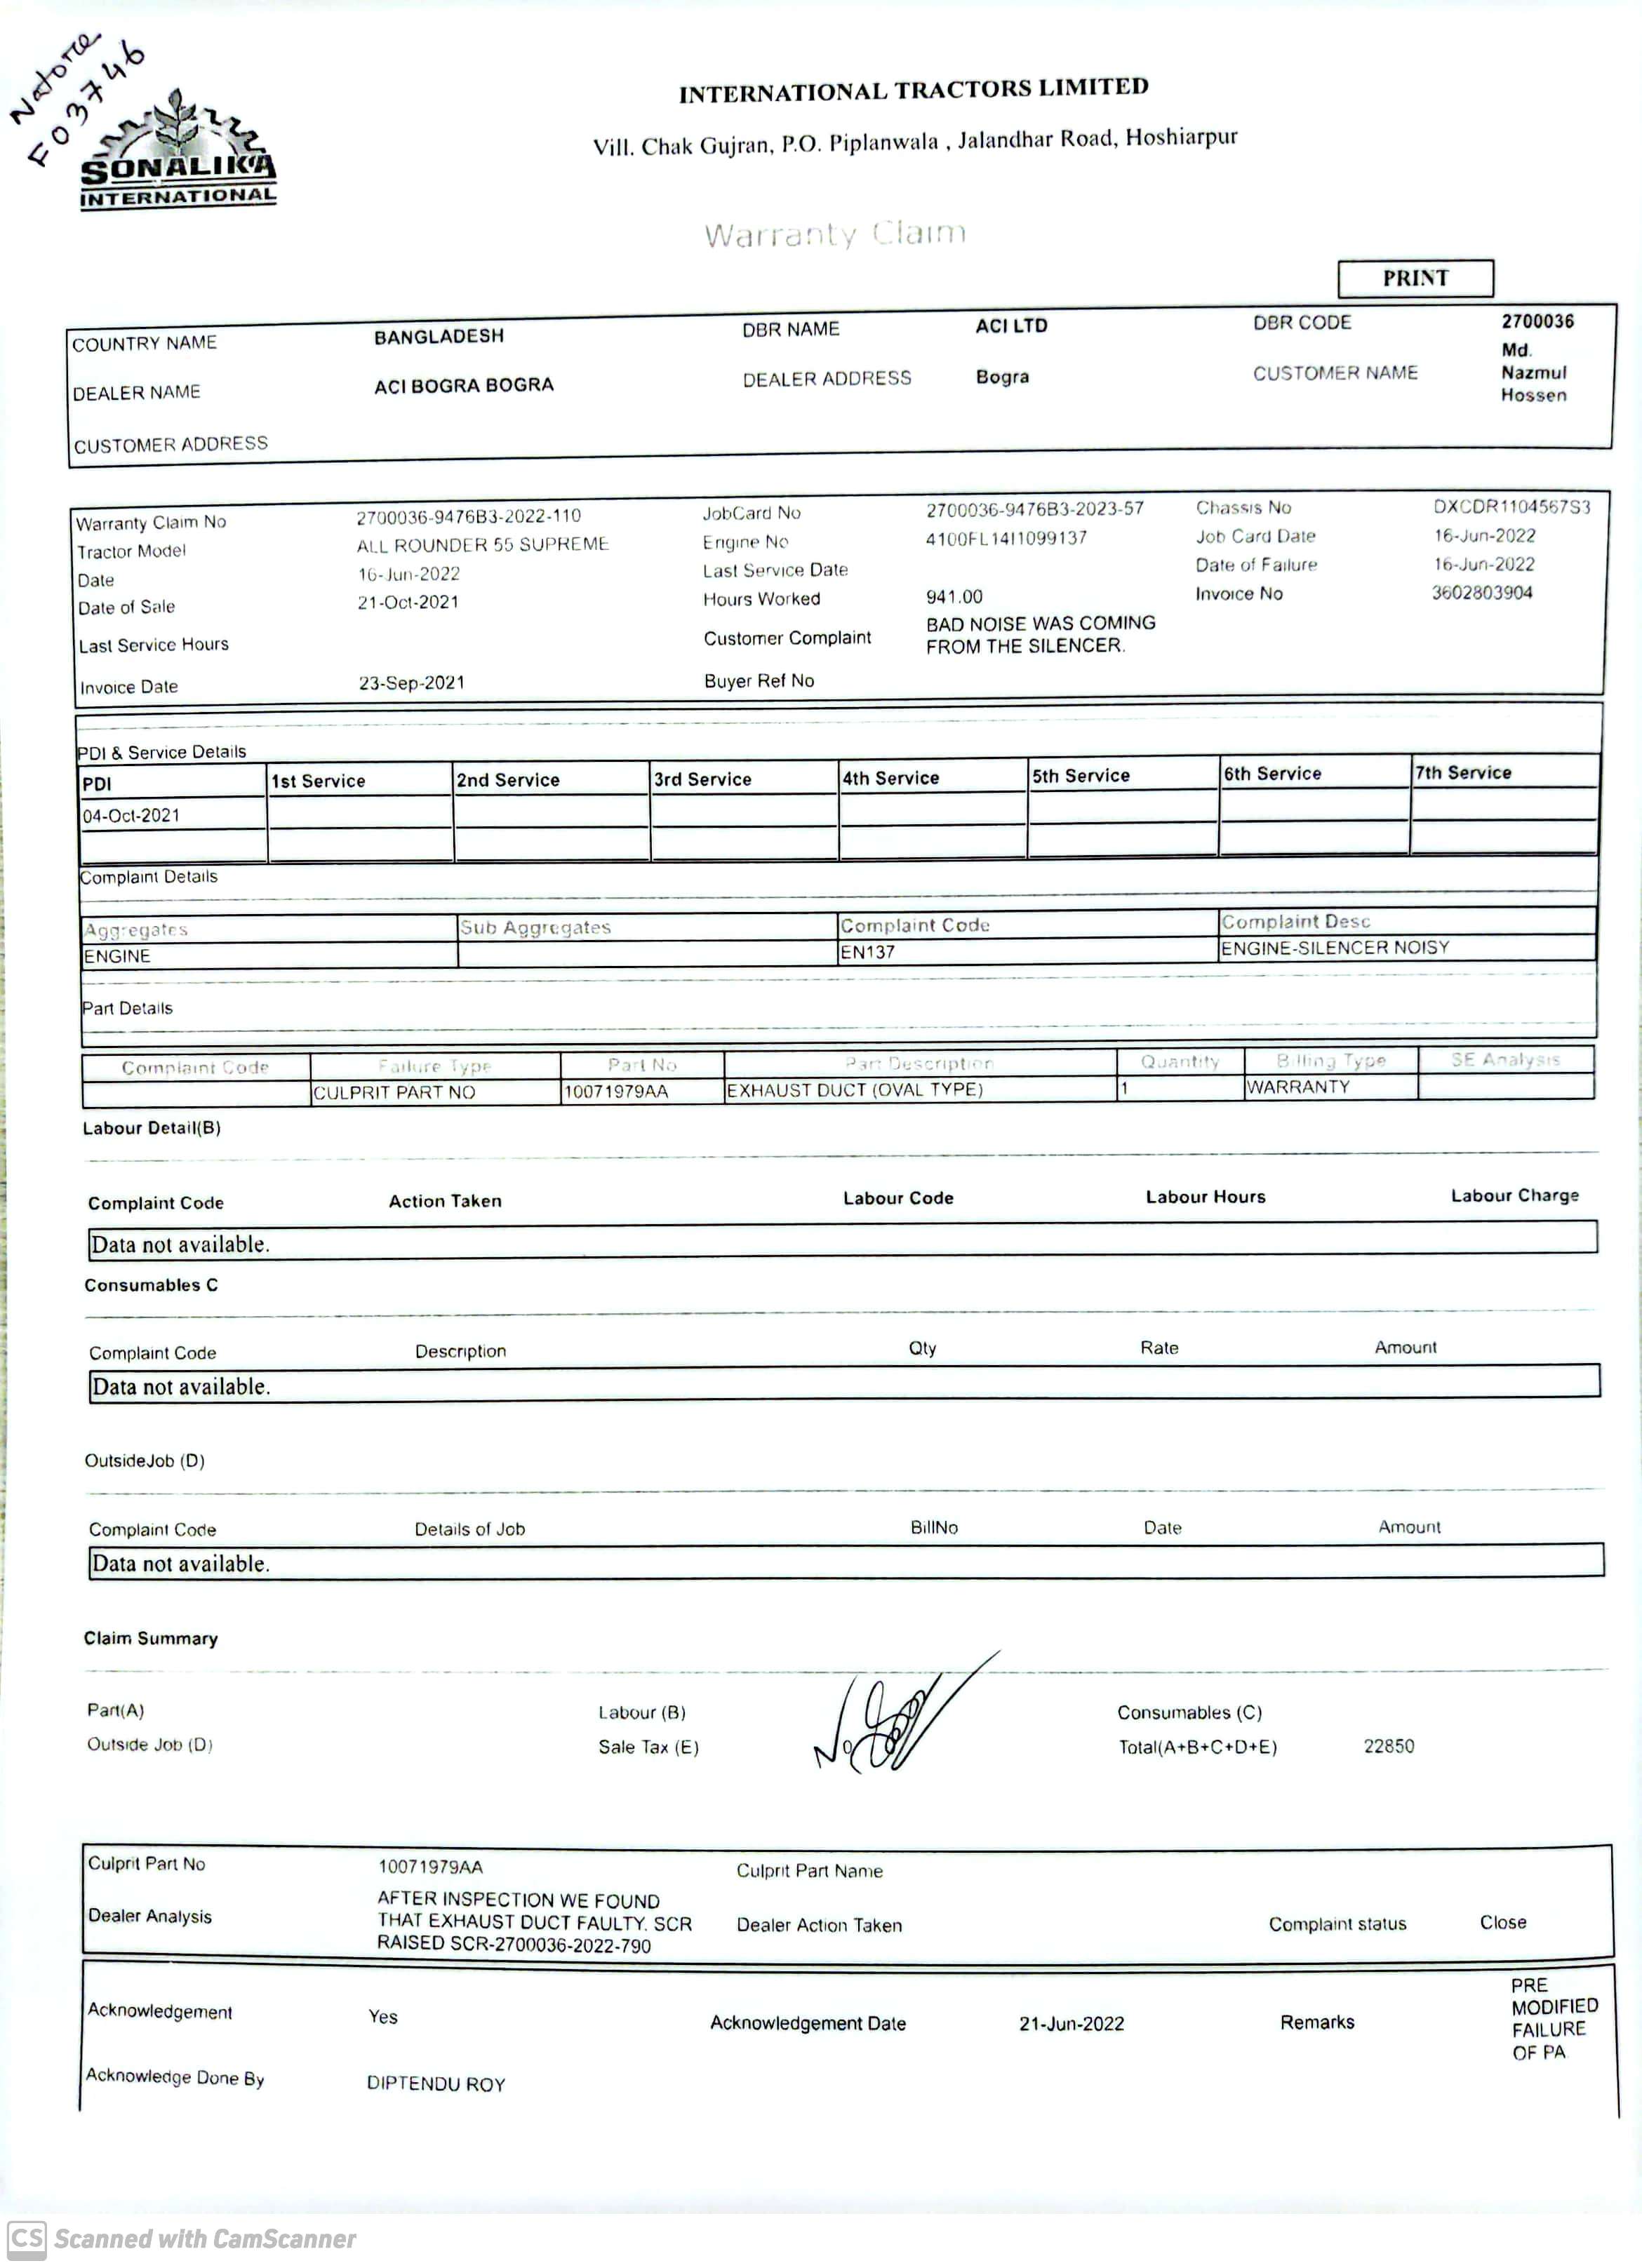 Natore
F03746
SONALIKA
INTERNATIONAL
INTERNATIONAL TRACTORS LIMITED
Vill. Chak Gujran, P.O. Piplanwala , Jalandhar Road, Hoshiarpur
Warranty Claim
PRINT
COUNTRY NAME BANGLADESH DBR NAME ACI LTD DBR CODE 2700036
DEALER NAME ACI BOGRA BOGRA DEALER ADDRESS Bogra CUSTOMER NAME Md.
Nazmul
Hossen
CUSTOMER ADDRESS
Warranty Claim No 2700036-9476B3-2022-110 JobCard No 2700036-9476B3-2023-57 Chassis No DXCDR1104567S3
Tractor Model ALL ROUNDER 55 SUPREME Engine No 4100FL14I1099137 Job Card Date 16-Jun-2022
Date 16-Jun-2022 Last Service Date Date of Failure 16-Jun-2022
Date of Sale 21-Oct-2021 Hours Worked 941.00 Invoice No 3602803904
Last Service Hours Customer Complaint BAD NOISE WAS COMING
FROM THE SILENCER.
Invoice Date 23-Sep-2021 Buyer Ref No
PDI & Service Details
PDI 1st Service 2nd Service 3rd Service 4th Service 5th Service 6th Service 7th Service
04-Oct-2021
Complaint Details
Aggregates Sub Aggregates Complaint Code Complaint Desc
ENGINE EN137 ENGINE-SILENCER NOISY
Part Details
Complaint Code Failure Type Part No Part Description Quantity Billing Type SE Analysis
CULPRIT PART NO 10071979AA EXHAUST DUCT (OVAL TYPE) 1 WARRANTY
Labour Detail(B)
Complaint Code Action Taken Labour Code Labour Hours Labour Charge
Data not available.
Consumables C
Complaint Code Description Qty Rate Amount
Data not available.
OutsideJob (D)
Complaint Code Details of Job BillNo Date Amount
Data not available.
Claim Summary
Part(A) Labour (B) Consumables (C)
Outside Job (D) Sale Tax (E) Total(A+B+C+D+E) 22850
Culprit Part No 10071979AA Culprit Part Name
Dealer Analysis AFTER INSPECTION WE FOUND
THAT EXHAUST DUCT FAULTY. SCR
RAISED SCR-2700036-2022-790
Dealer Action Taken Complaint status Close
Acknowledgement Yes Acknowledgement Date 21-Jun-2022 Remarks PRE
MODIFIED
FAILURE
OF PA
Acknowledge Done By DIPTENDU ROY
CS Scanned with CamScanner